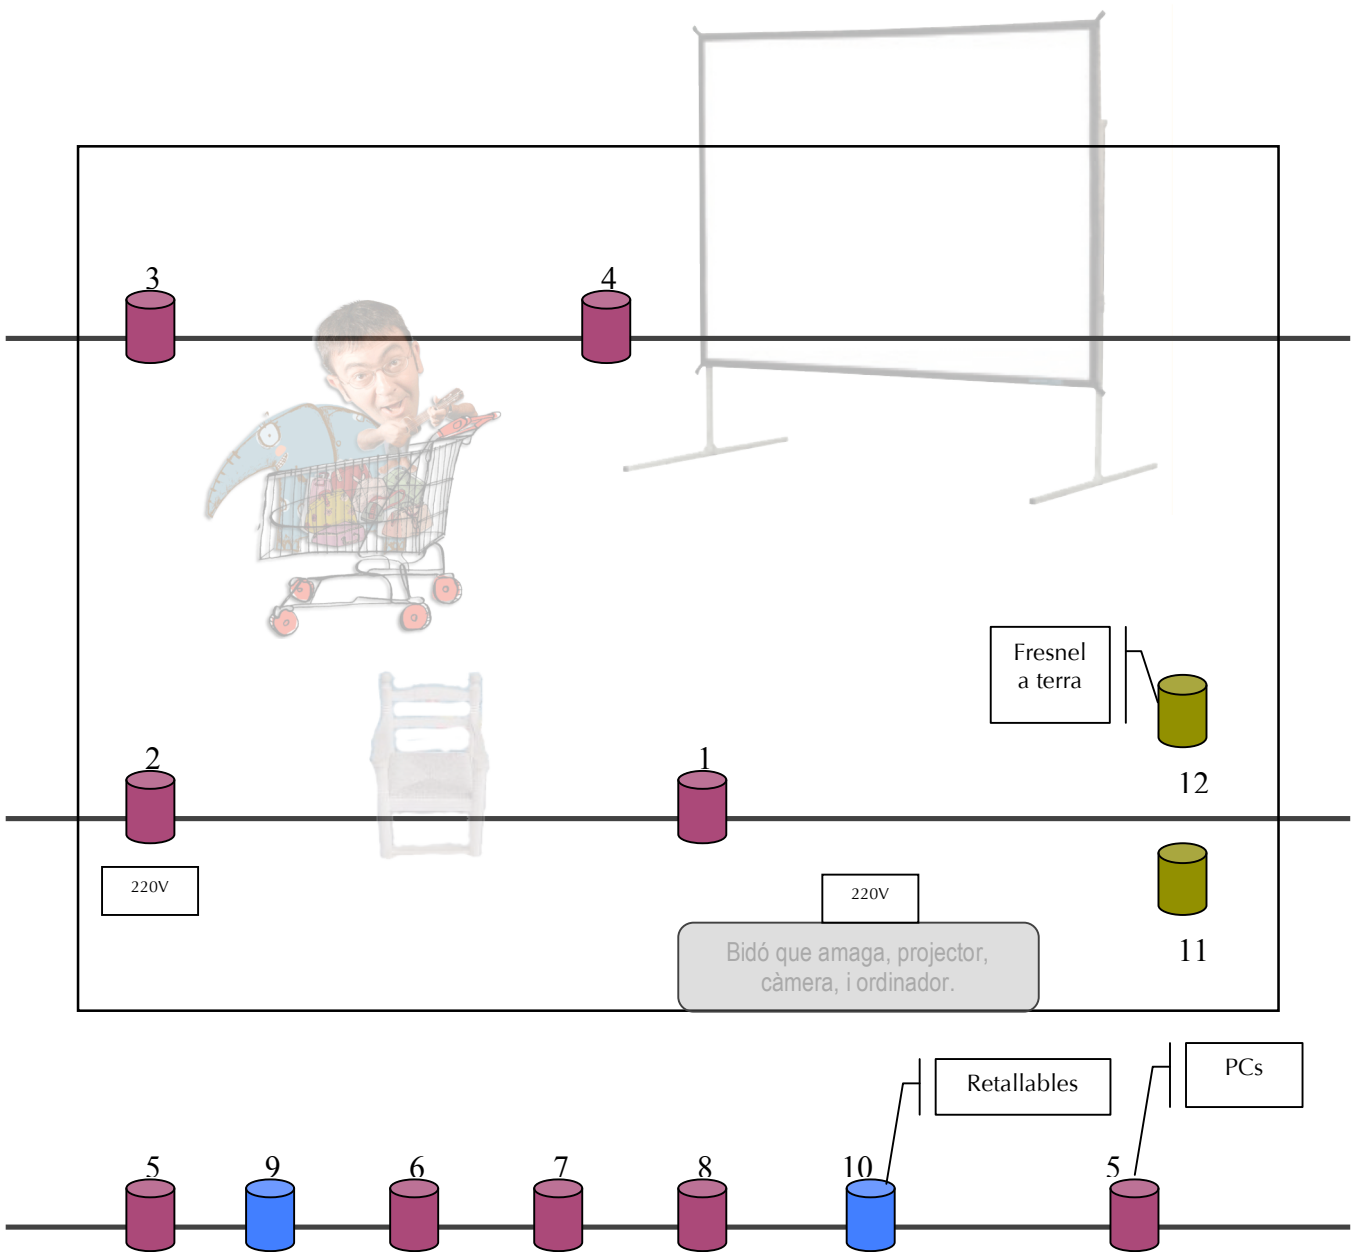 3
4
Fresnel
a terra
2
1
12
220V
220V
11
Bidó que amaga, projector,
càmera, i ordinador.
Retallables
PCs
5
9
6
7
8
10
5